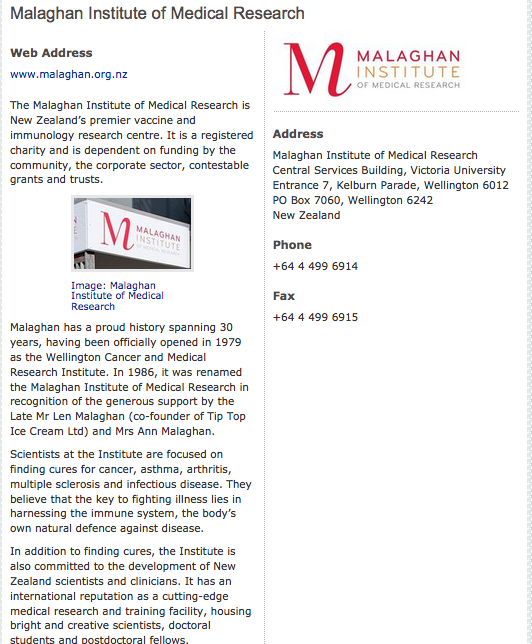 Malaghan Institute of Medical Research
Web Address
www.malaghan.org.nz
The Malaghan Institute of Medical Research is
New Zealand's premier vaccine and
immunology research centre. It is a registered
charity and is dependent on funding by the
community, the corporate sector, contestable
grants and trusts.
M MALAGHAN
INSTITUTE
OF MEDICAL RESEARCH
Image: Malaghan
Institute of Medical
Research
Malaghan has a proud history spanning 30
years, having been officially opened in 1979
as the Wellington Cancer and Medical
Research Institute. In 1986, it was renamed
the Malaghan Institute of Medical Research in
recognition of the generous support by the
Late Mr Len Malaghan (co-founder of Tip Top
Ice Cream Ltd) and Mrs Ann Malaghan.
Scientists at the Institute are focused on
finding cures for cancer, asthma, arthritis,
multiple sclerosis and infectious disease. They
believe that the key to fighting illness lies in
harnessing the immune system, the body's
own natural defence against disease.
In addition to finding cures, the Institute is
also committed to the development of New
Zealand scientists and clinicians. It has an
international reputation as a cutting-edge
medical research and training facility, housing
bright and creative scientists, doctoral
students and postdoctoral fellows.
M MALAGHAN
INSTITUTE
OF MEDICAL RESEARCH
Address
Malaghan Institute of Medical Research
Central Services Building, Victoria University
Entrance 7, Kelburn Parade, Wellington 6012
PO Box 7060, Wellington 6242
New Zealand
Phone
+64 4 499 6914
Fax
+64 4 499 6915